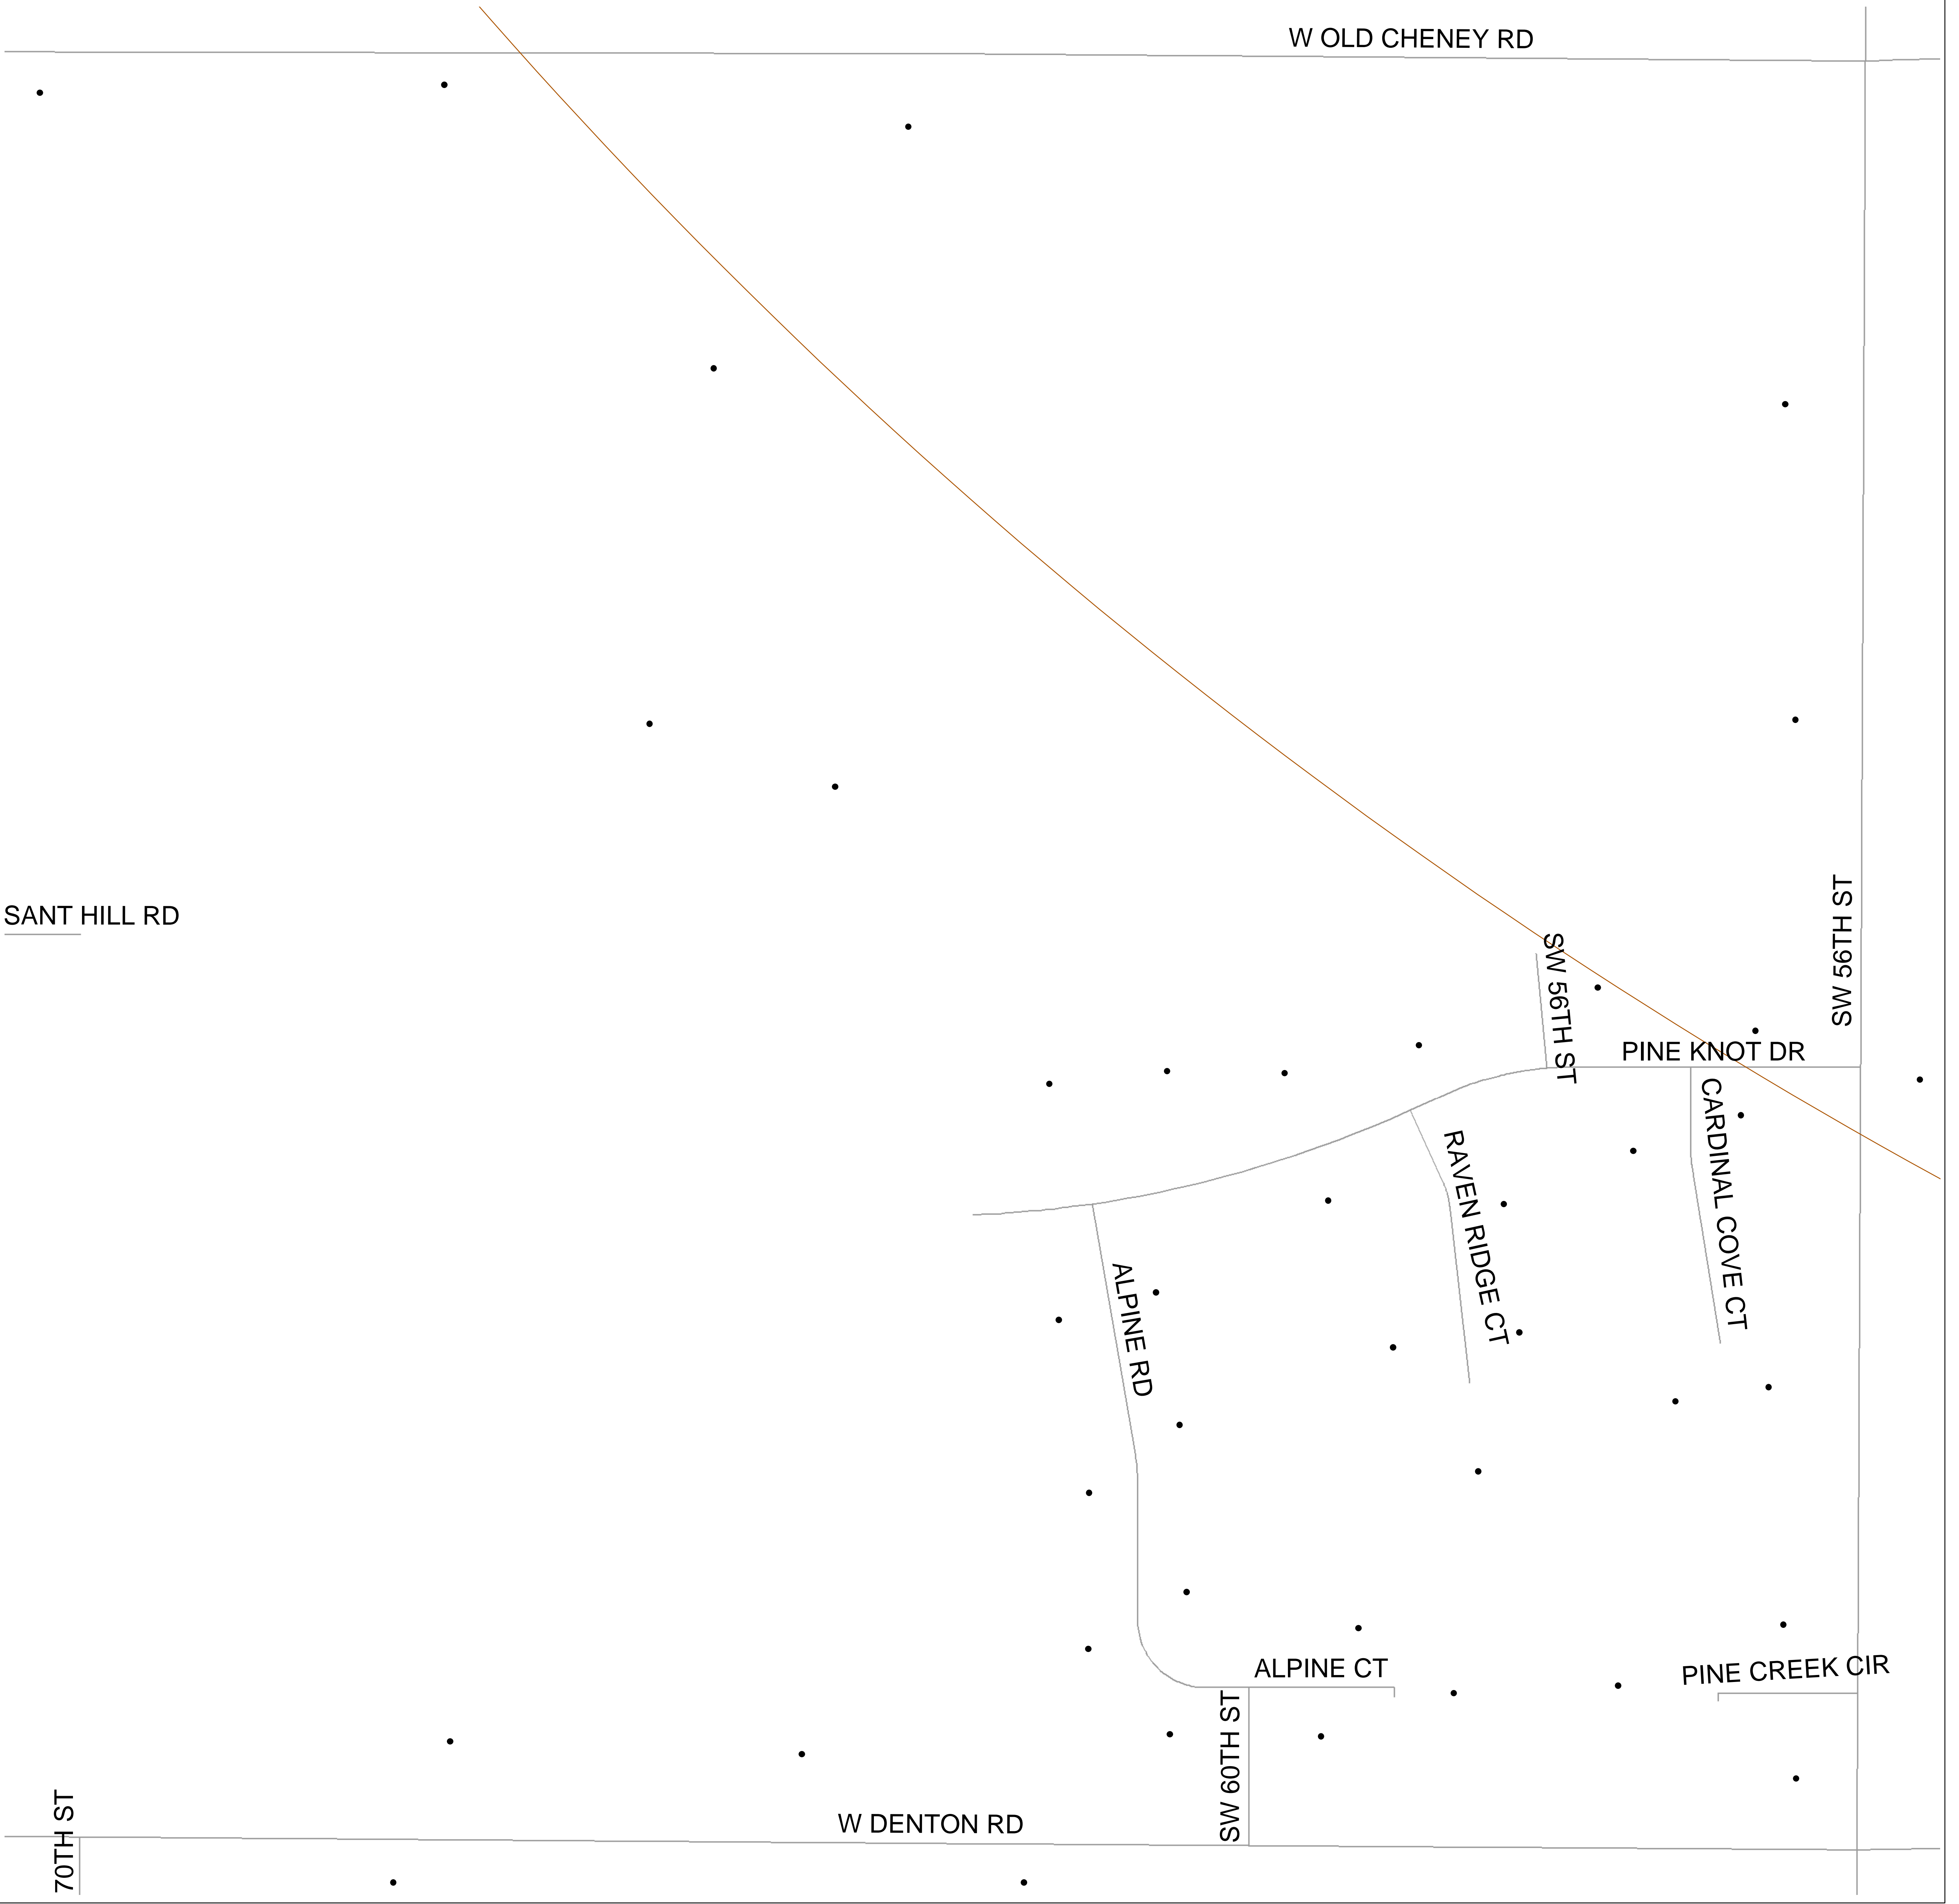 W OLD CHENEY RD
SANT HILL RD
SW 56TH ST
SW 56TH ST
PINE KNOT DR
CARDINAL COVE CT
RAVEN RIDGE CT
ALPINE RD
ALPINE CT
PINE CREEK CIR
SW 60TH ST
70TH ST
W DENTON RD